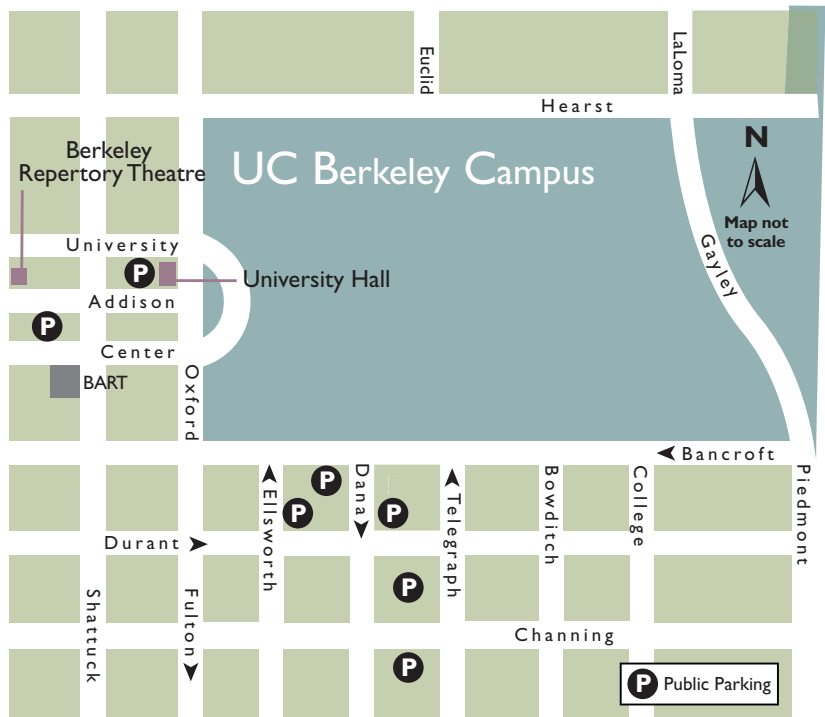 Euclid
LaLoma
Hearst
Berkeley
Repertory Theatre
UC Berkeley Campus
N
Map not
to scale
University
Gayley
P
University Hall
Addison
P
Center
BART
Oxford
Bancroft
P
P
P
Ellsworth
Dana
Telegraph
Bowditch
College
Piedmont
Durant
P
Shattuck
Fulton
Channing
P
P Public Parking